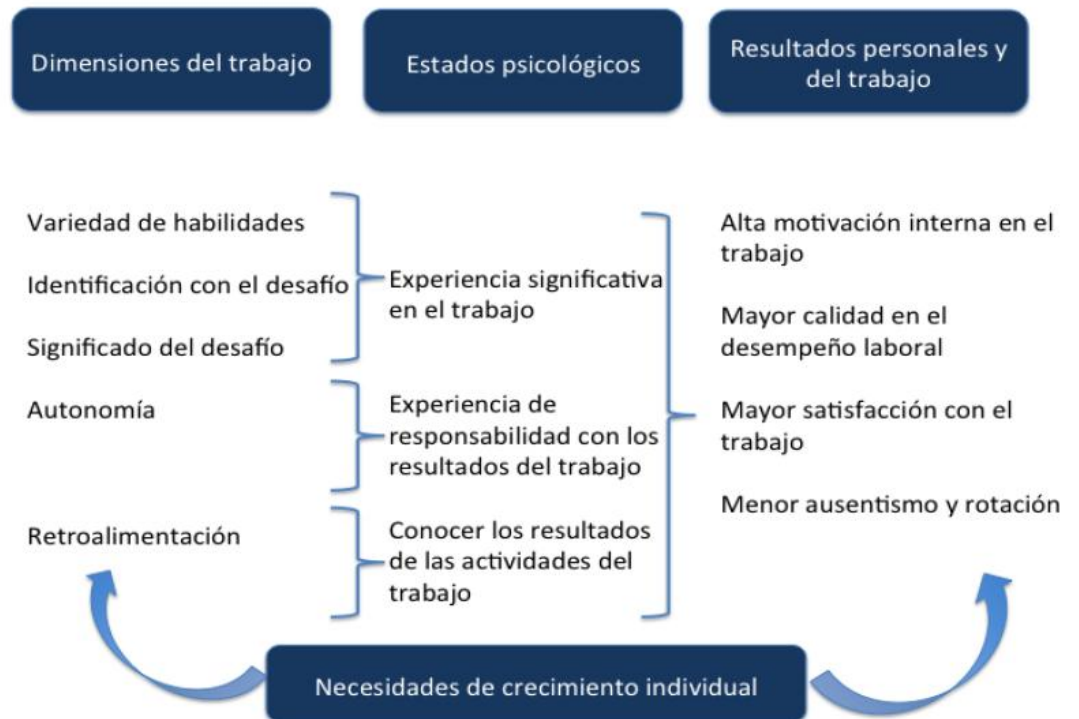 Dimensiones del trabajo
Estados psicológicos
Resultados personales y
del trabajo
Variedad de habilidades
Identificación con el desafío
Significado del desafío
Autonomía
Retroalimentación
Experiencia significativa
en el trabajo
Experiencia de
responsabilidad con los
resultados del trabajo
Conocer los resultados
de las actividades del
trabajo
Alta motivación interna en el
trabajo
Mayor calidad en el
desempeño laboral
Mayor satisfacción con el
trabajo
Menor ausentismo y rotación
Necesidades de crecimiento individual